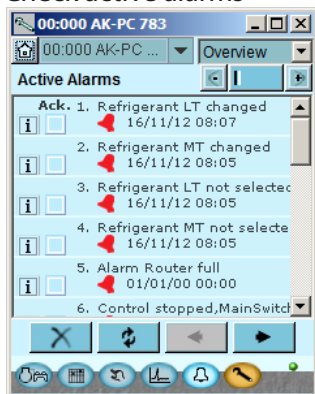 Check active alarms
00:000 AK-PC 783
00:000 AK-PC ...
Overview
Active Alarms
Ack.
1. Refrigerant LT changed
16/11/12 08:07
2. Refrigerant MT changed
16/11/12 08:05
3. Refrigerant LT not selected
16/11/12 08:05
4. Refrigerant MT not selecte
16/11/12 08:05
5. Alarm Router full
01/01/00 00:00
6. Control stopped,MainSwitch